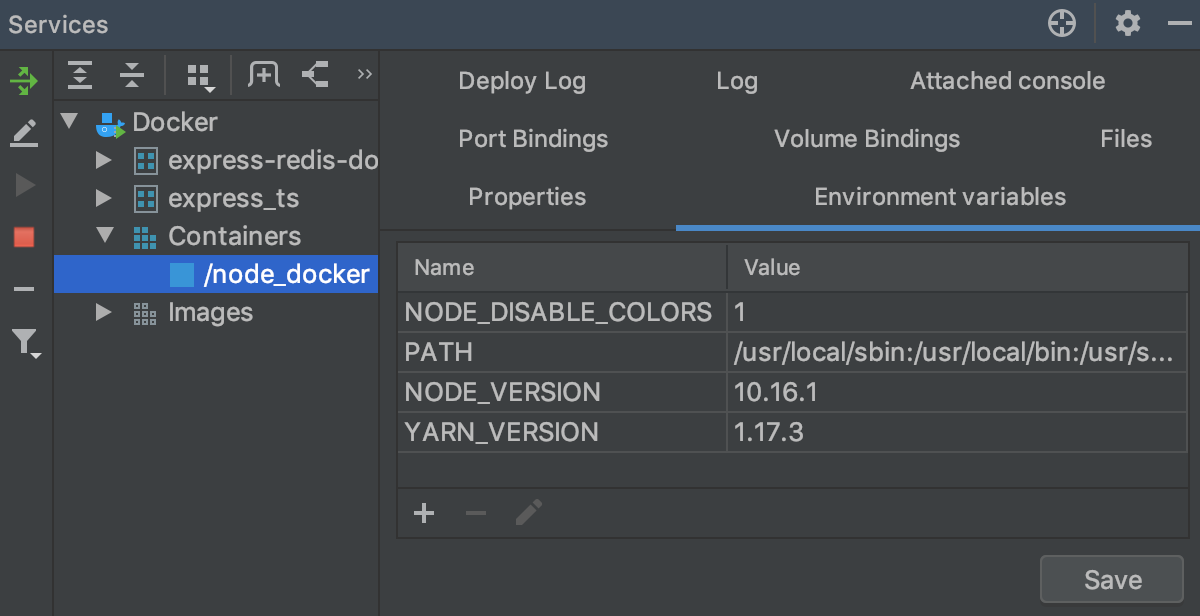 Services
Docker
express-redis-do
express_ts
Containers
/node_docker
Images
Deploy Log Log Attached console
Port Bindings Volume Bindings Files
Properties Environment variables
Name Value
NODE_DISABLE_COLORS 1
PATH /usr/local/sbin:/usr/local/bin:/usr/s...
NODE_VERSION 10.16.1
YARN_VERSION 1.17.3
Save